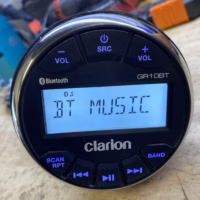 − VOL
SRC
+ VOL
Bluetooth
GR10BT
BT MUSIC
clarion
SCAN RPT
BAND